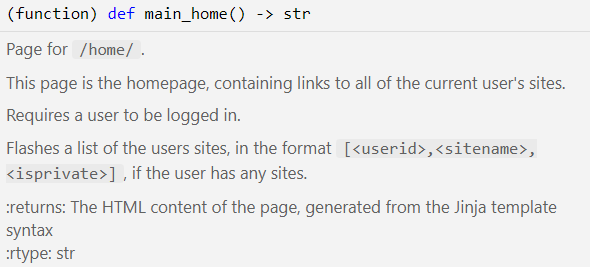 (function) def main_home() -> str
Page for /home/ .
This page is the homepage, containing links to all of the current user's sites.
Requires a user to be logged in.
Flashes a list of the users sites, in the format [<userid>,<sitename>,
<isprivate>] , if the user has any sites.
:returns: The HTML content of the page, generated from the Jinja template
syntax
:rtype: str